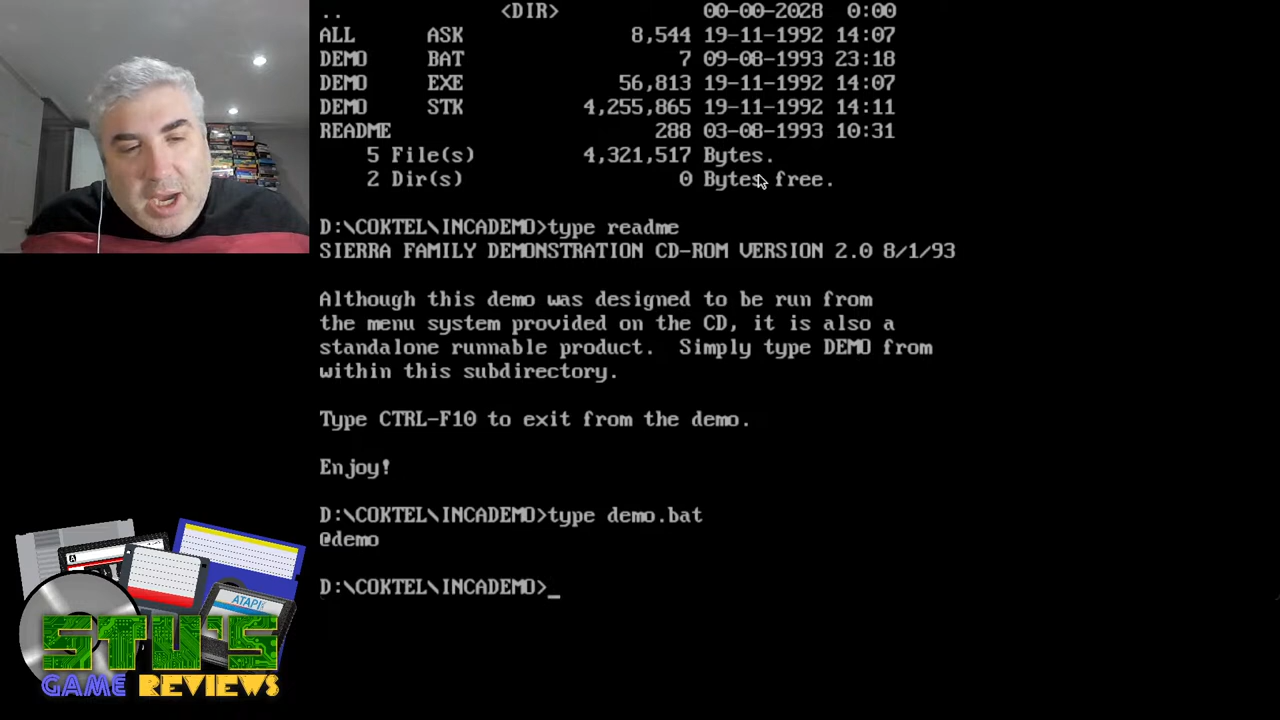 ..              <DIR>            00-00-2028  0:00
ALL      ASK              8,544 19-11-1992 14:07
DEMO     BAT                  7 09-08-1993 23:18
DEMO     EXE             56,813 19-11-1992 14:07
DEMO     STK          4,255,865 19-11-1992 14:11
README                      288 03-08-1993 10:31
    5 File(s)         4,321,517 Bytes.
    2 Dir(s)                  0 Bytes free.
D:\COKTEL\INCADEMO>type readme
SIERRA FAMILY DEMONSTRATION CD-ROM VERSION 2.0 8/1/93
Although this demo was designed to be run from
the menu system provided on the CD, it is also a
standalone runnable product.  Simply type DEMO from
within this subdirectory.
Type CTRL-F10 to exit from the demo.
Enjoy!
D:\COKTEL\INCADEMO>type demo.bat
@demo
D:\COKTEL\INCADEMO>_
A
ATAPI
STU'S
GAME REVIEWS